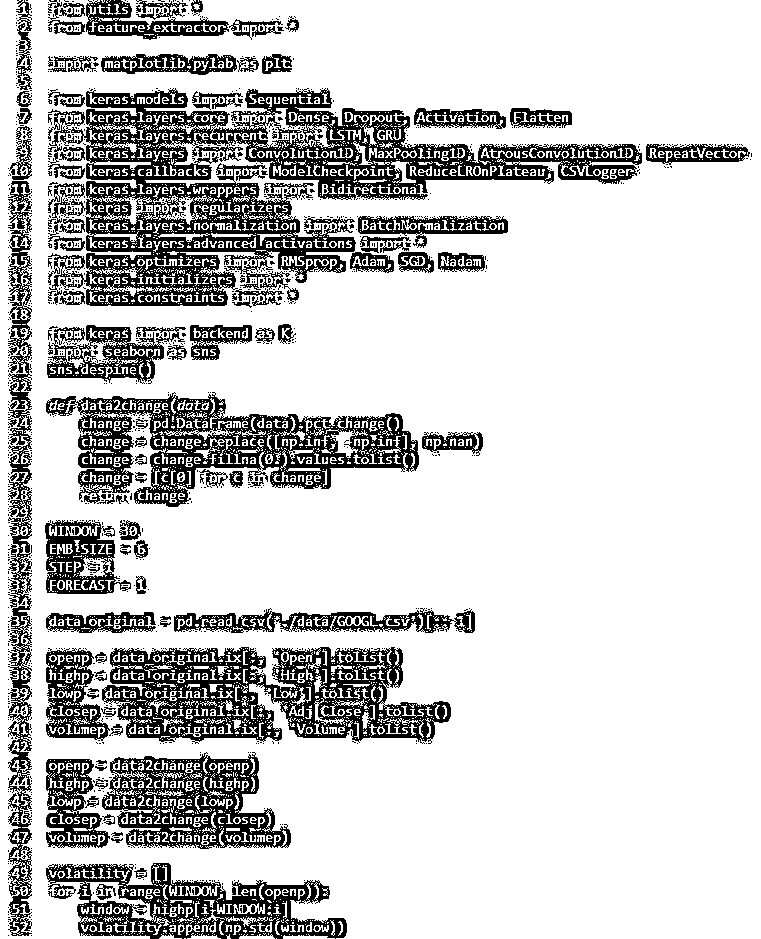 1 from utils import *
2 from feature_extractor import *
3
4 import matplotlib.pylab as plt
5
6 from keras.models import Sequential
7 from keras.layers.core import Dense, Dropout, Activation, Flatten
8 from keras.layers.recurrent import LSTM, GRU
9 from keras.layers import Convolution1D, MaxPooling1D, AtrousConvolution1D, RepeatVector
10 from keras.callbacks import ModelCheckpoint, ReduceLROnPlateau, CSVLogger
11 from keras.layers.wrappers import Bidirectional
12 from keras import regularizers
13 from keras.layers.normalization import BatchNormalization
14 from keras.layers.advanced_activations import *
15 from keras.optimizers import RMSprop, Adam, SGD, Nadam
16 from keras.initializers import *
17 from keras.constraints import *
18
19 from keras import backend as K
20 import seaborn as sns
21 sns.despine()
22
23 def data2change(data):
24     change = pd.DataFrame(data).pct_change()
25     change = change.replace([np.inf, -np.inf], np.nan)
26     change = change.fillna(0.).values.tolist()
27     change = [c[0] for c in change]
28     return change
29
30 WINDOW = 30
31 EMB_SIZE = 6
32 STEP = 1
33 FORECAST = 1
34
35 data_original = pd.read_csv('./data/GOOGL.csv')[::-1]
36
37 openp = data_original.ix[:, 'Open'].tolist()
38 highp = data_original.ix[:, 'High'].tolist()
39 lowp = data_original.ix[:, 'Low'].tolist()
40 closep = data_original.ix[:, 'Adj Close'].tolist()
41 volumep = data_original.ix[:, 'Volume'].tolist()
42
43 openp = data2change(openp)
44 highp = data2change(highp)
45 lowp = data2change(lowp)
46 closep = data2change(closep)
47 volumep = data2change(volumep)
48
49 volatility = []
50 for i in range(WINDOW, len(openp)):
51     window = highp[i-WINDOW:i]
52     volatility.append(np.std(window))